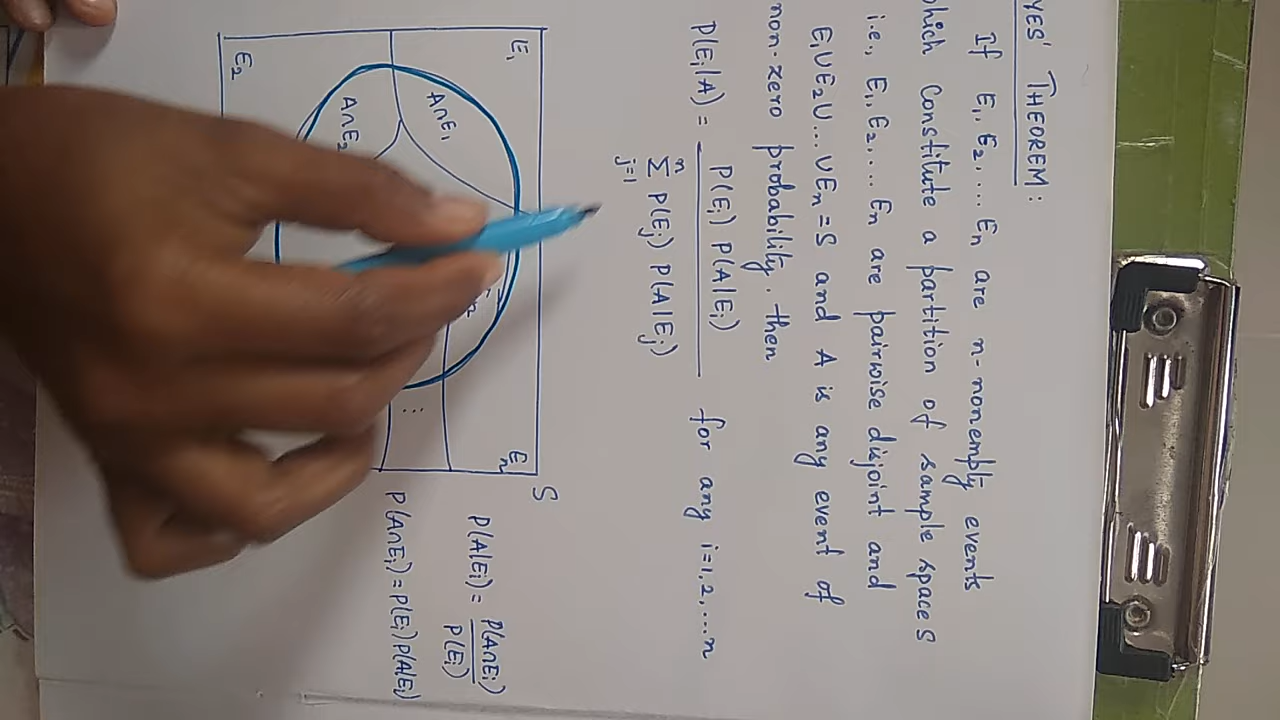 YES' THEOREM:
If E₁, E₂, ... Eₙ are n-nonempty events
which constitute a partition of sample space S
i.e., E₁, E₂, .... Eₙ are pairwise disjoint and
E₁∪E₂∪...∪Eₙ=S and A is any event of
non-zero probability. then
P(Eᵢ|A) = P(Eᵢ) P(A|Eᵢ) / n Σ j=1 P(Eⱼ) P(A|Eⱼ) for any i=1,2,...n
S
E₁
Eₙ
A∩E₁
A∩E₂
E₂
⋮
P(A|Eᵢ) = P(A∩Eᵢ) / P(Eᵢ)
P(A∩Eᵢ) = P(Eᵢ) P(A|Eᵢ)